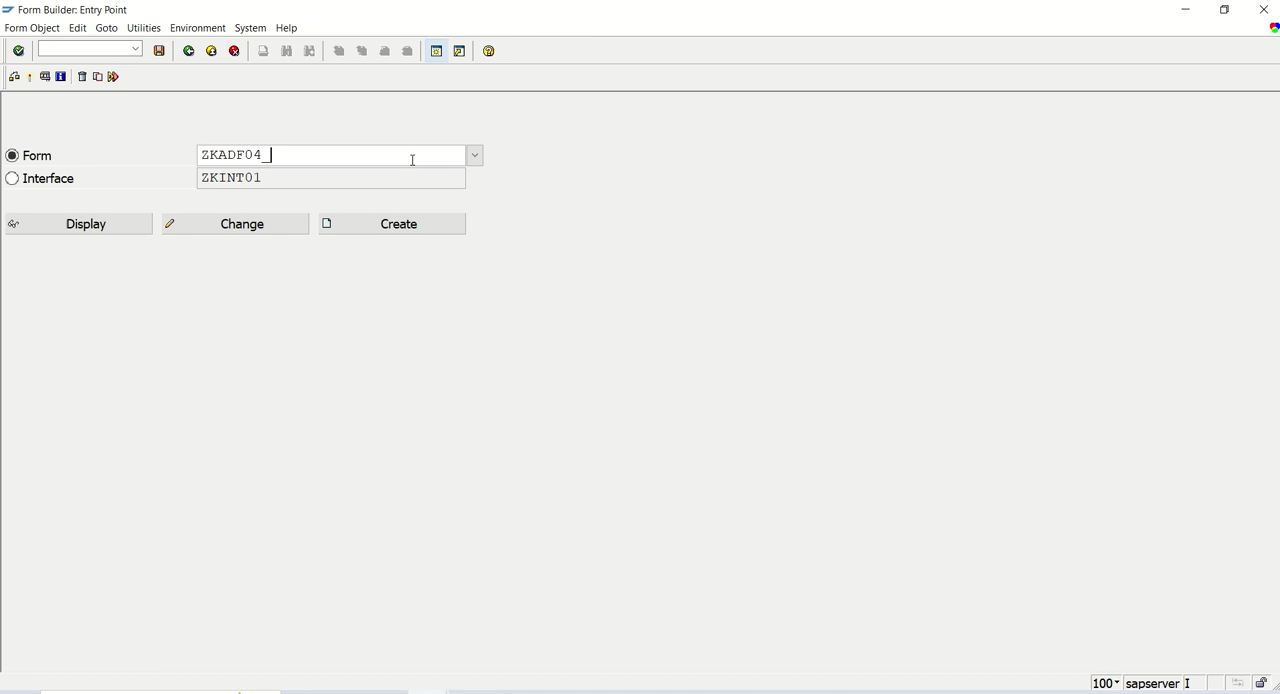 Form Builder: Entry Point
Form Object Edit Goto Utilities Environment System Help
Form ZKADF04_
Interface ZKINT01
Display Change Create
100 sapserver